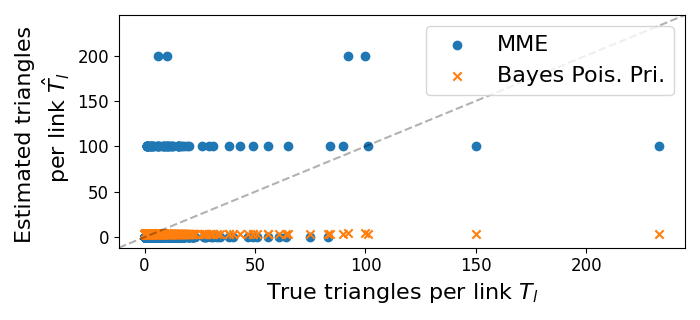 Estimated triangles
per link T̂_l
200
150
100
50
0
MME
Bayes Pois. Pri.
0
50
100
150
200
True triangles per link T_l